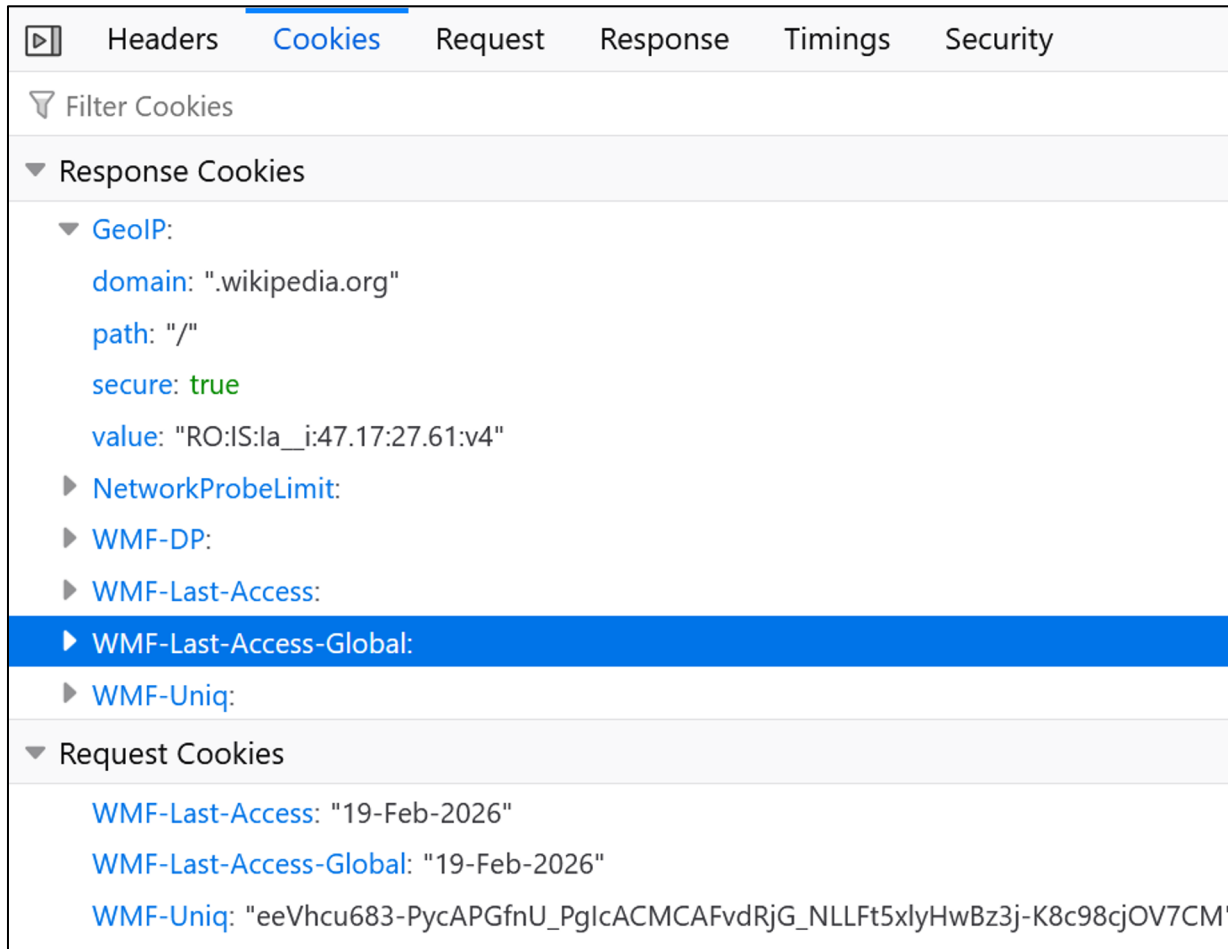 Headers Cookies Request Response Timings Security
Filter Cookies
Response Cookies
GeoIP:
domain: ".wikipedia.org"
path: "/"
secure: true
value: "RO:IS:Ia__i:47.17:27.61:v4"
NetworkProbeLimit:
WMF-DP:
WMF-Last-Access:
WMF-Last-Access-Global:
WMF-Uniq:
Request Cookies
WMF-Last-Access: "19-Feb-2026"
WMF-Last-Access-Global: "19-Feb-2026"
WMF-Uniq: "eeVhcu683-PycAPGfnU_PgIcACMCAFvdRjG_NLLFt5xlyHwBz3j-K8c98cjOV7CM"